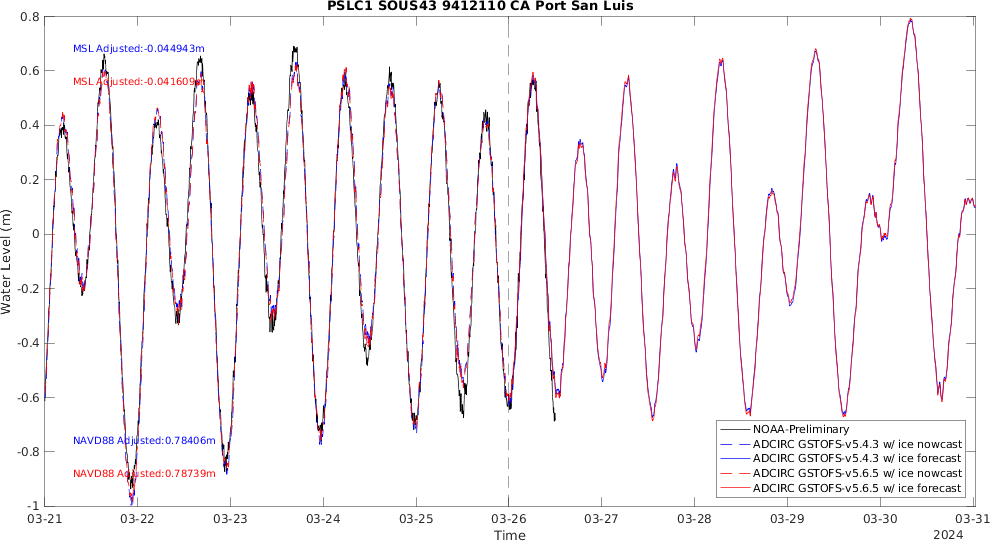 PSLC1 SOUS43 9412110 CA Port San Luis
0.8
0.6
0.4
0.2
0
-0.2
-0.4
-0.6
-0.8
-1
Water Level (m)
MSL Adjusted:-0.044943m
MSL Adjusted:-0.041609m
NAVD88 Adjusted:0.78406m
NAVD88 Adjusted:0.78739m
NOAA-Preliminary
ADCIRC GSTOFS-v5.4.3 w/ ice nowcast
ADCIRC GSTOFS-v5.4.3 w/ ice forecast
ADCIRC GSTOFS-v5.6.5 w/ ice nowcast
ADCIRC GSTOFS-v5.6.5 w/ ice forecast
03-21 03-22 03-23 03-24 03-25 03-26 03-27 03-28 03-29 03-30 03-31
Time
2024